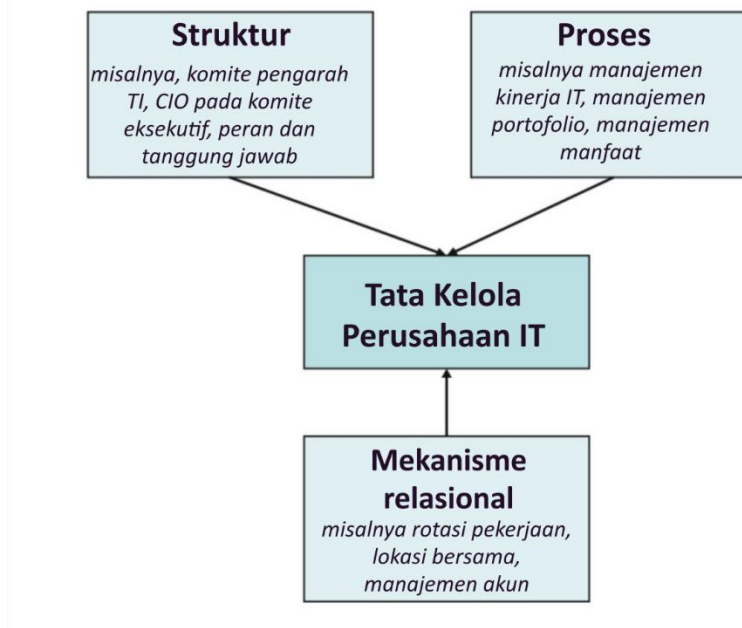 Struktur
misalnya, komite pengarah
TI, CIO pada komite
eksekutif, peran dan
tanggung jawab
Proses
misalnya manajemen
kinerja IT, manajemen
portofolio, manajemen
manfaat
Tata Kelola
Perusahaan IT
Mekanisme
relasional
misalnya rotasi pekerjaan,
lokasi bersama,
manajemen akun